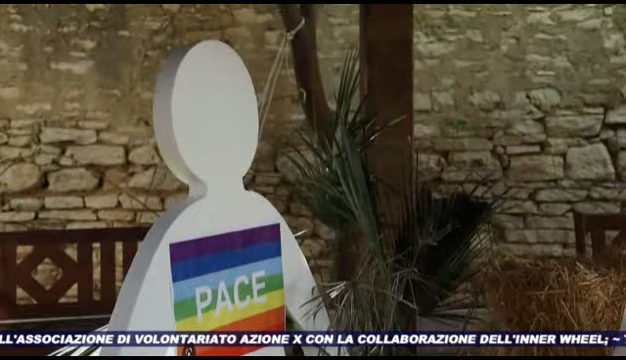 PACE
LL'ASSOCIAZIONE DI VOLONTARIATO AZIONE X CON LA COLLABORAZIONE DELL'INNER WHEEL; ~